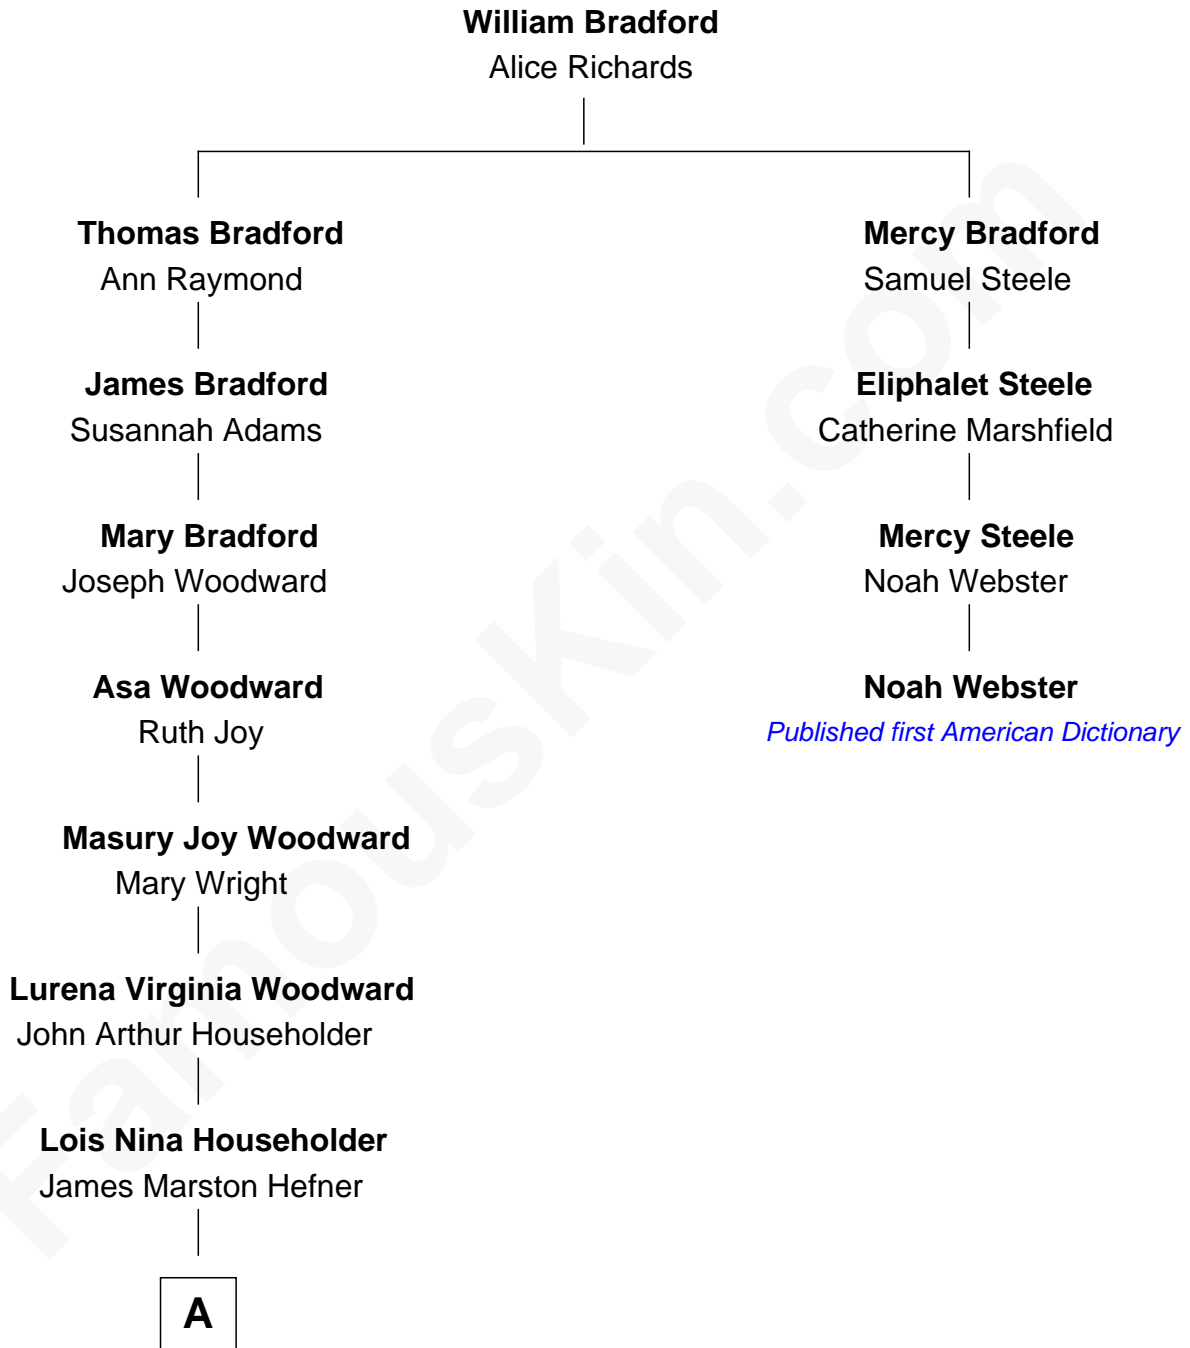 William Bradford
Alice Richards
Thomas Bradford
Ann Raymond
Mercy Bradford
Samuel Steele
James Bradford
Susannah Adams
Eliphalet Steele
Catherine Marshfield
Mary Bradford
Joseph Woodward
Mercy Steele
Noah Webster
Asa Woodward
Ruth Joy
Noah Webster
Published first American Dictionary
Masury Joy Woodward
Mary Wright
Lurena Virginia Woodward
John Arthur Householder
Lois Nina Householder
James Marston Hefner
A
FamousKin.com